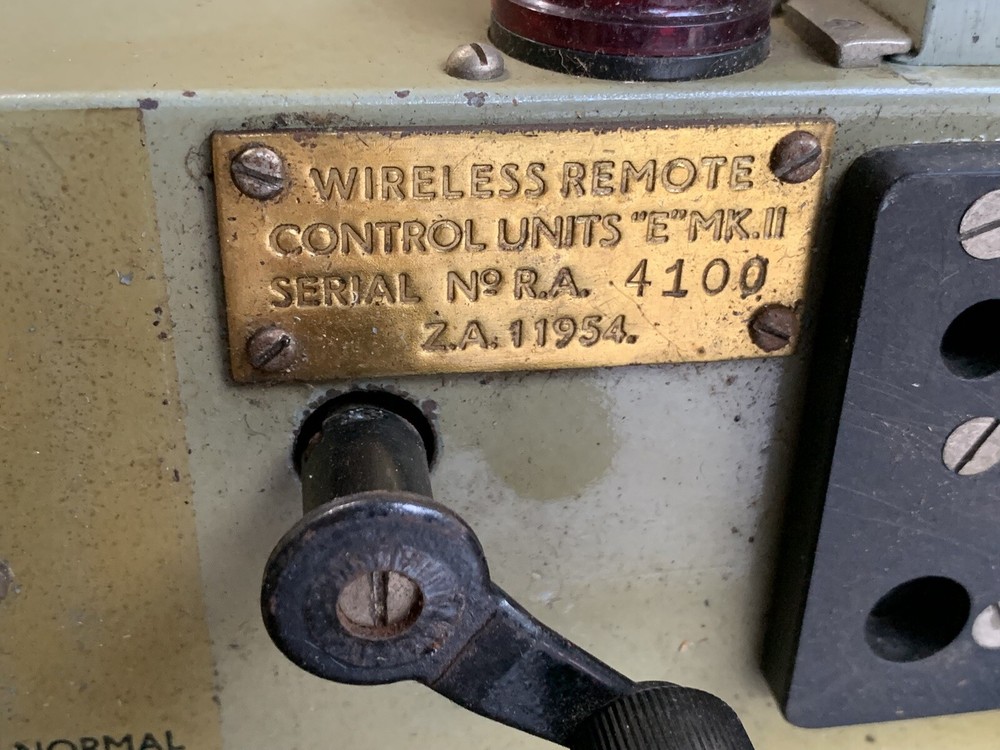 WIRELESS REMOTE
CONTROL UNITS "E" MK.II
SERIAL Nº R.A. 4100
Z.A. 11954.
NORMAL